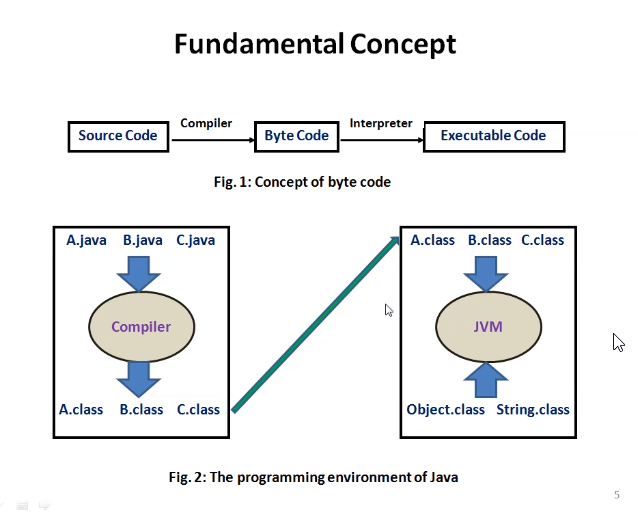 Fundamental Concept
Compiler
Interpreter
Source Code
Byte Code
Executable Code
Fig. 1: Concept of byte code
A.java B.java C.java
Compiler
A.class B.class C.class
A.class B.class C.class
JVM
Object.class String.class
Fig. 2: The programming environment of Java
5